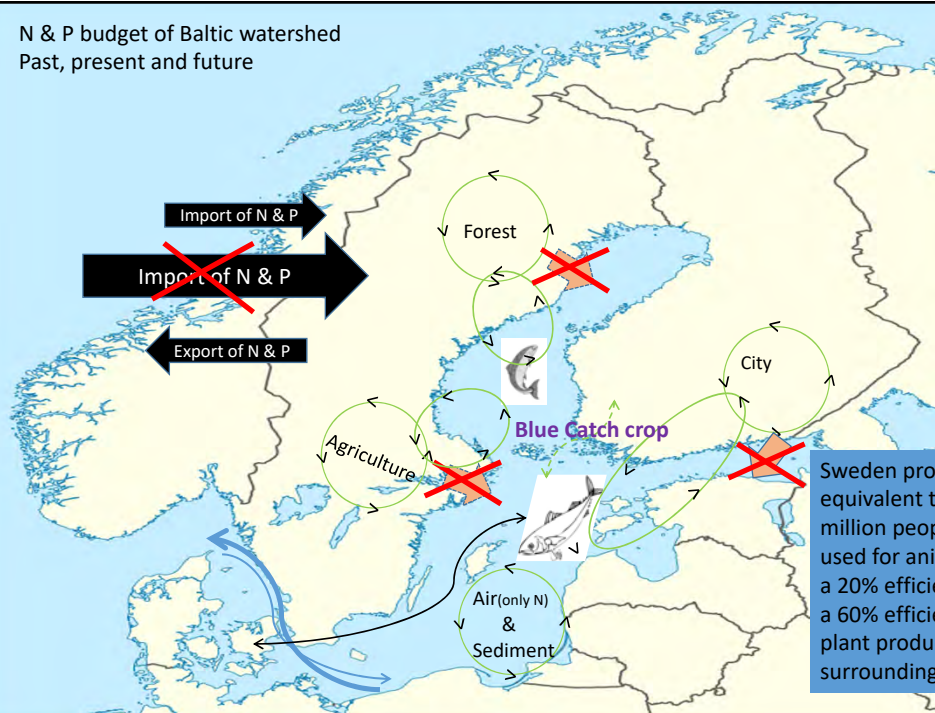 N & P budget of Baltic watershed
Past, present and future
Import of N & P
Forest
Import of N & P
Export of N & P
City
Blue Catch crop
Agriculture
Sweden pro
equivalent t
million peop
used for ani
a 20% efficie
a 60% efficie
plant produ
surrounding
Air(only N)
&
Sediment